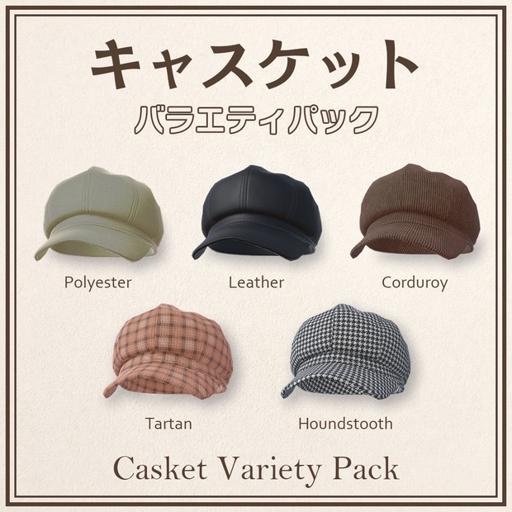 キャスケット
バラエティパック
Polyester
Leather
Corduroy
Tartan
Houndstooth
Casket Variety Pack